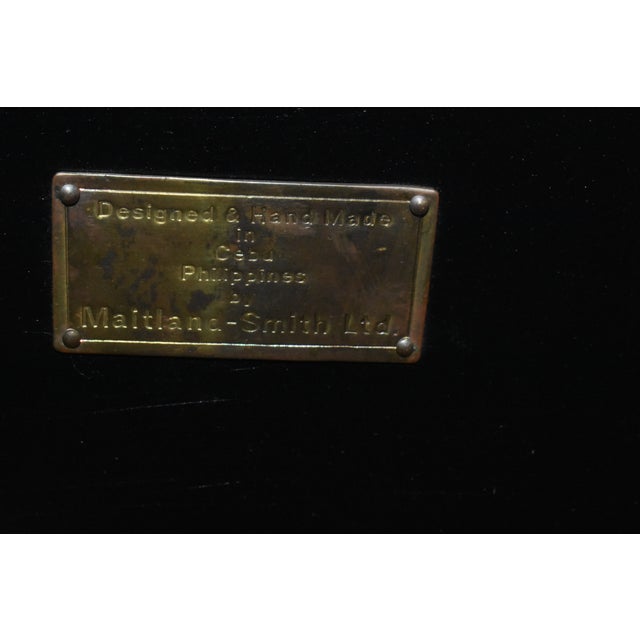 Designed & Hand Made
in
Cebu
Philippines
by
Maitland-Smith Ltd.